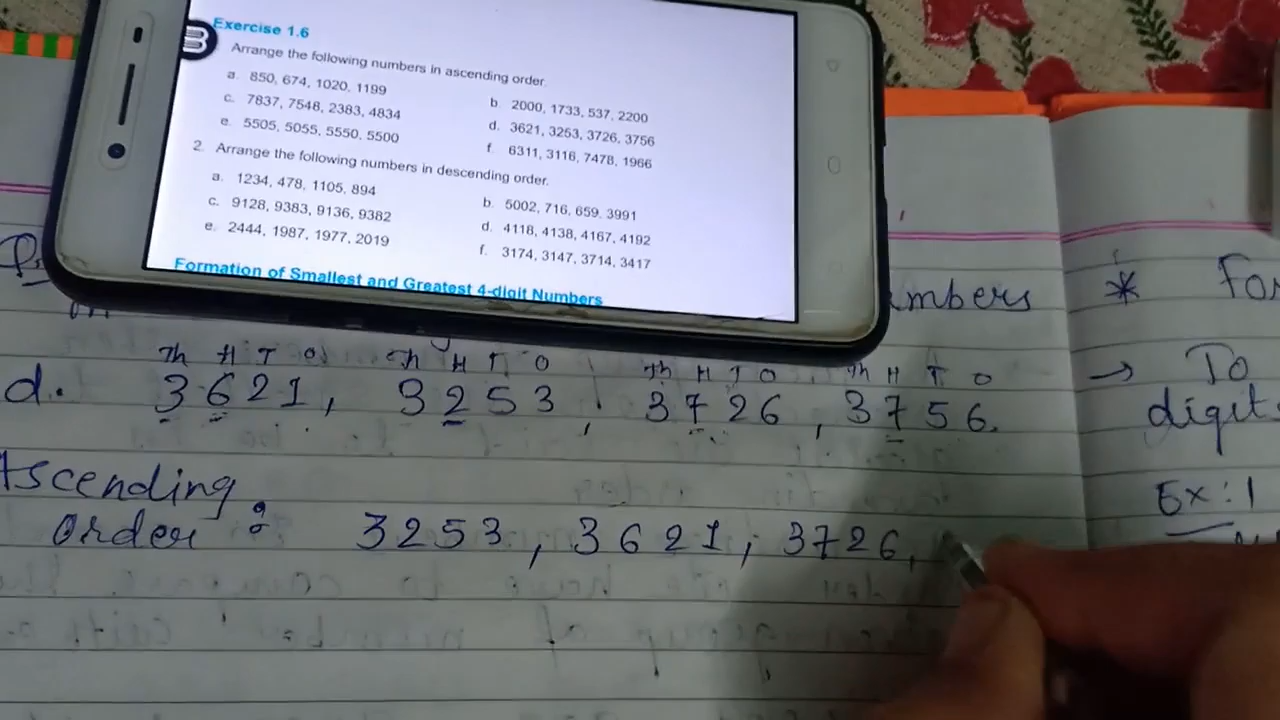 Exercise 1.6
Arrange the following numbers in ascending order.
a. 850, 674, 1020, 1199
b. 2000, 1733, 537, 2200
c. 7837, 7548, 2383, 4834
d. 3621, 3253, 3726, 3756
e. 5505, 5055, 5550, 5500
f. 6311, 3116, 7478, 1966
2. Arrange the following numbers in descending order.
a. 1234, 478, 1105, 894
b. 5002, 716, 659, 3991
c. 9128, 9383, 9136, 9382
d. 4118, 4138, 4167, 4192
e. 2444, 1987, 1977, 2019
f. 3174, 3147, 3714, 3417
Formation of Smallest and Greatest 4-digit Numbers
mbers
Th H T O Th H T O Th H T O Th H T O
d. 3621, 3253, 3726, 3756.
Ascending
order : 3253, 3621, 3726,
* For
→ To
digit
Ex:1